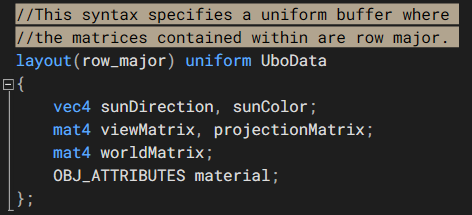 //This syntax specifies a uniform buffer where
//the matrices contained within are row major.
layout(row_major) uniform UboData
{
    vec4 sunDirection, sunColor;
    mat4 viewMatrix, projectionMatrix;
    mat4 worldMatrix;
    OBJ_ATTRIBUTES material;
};